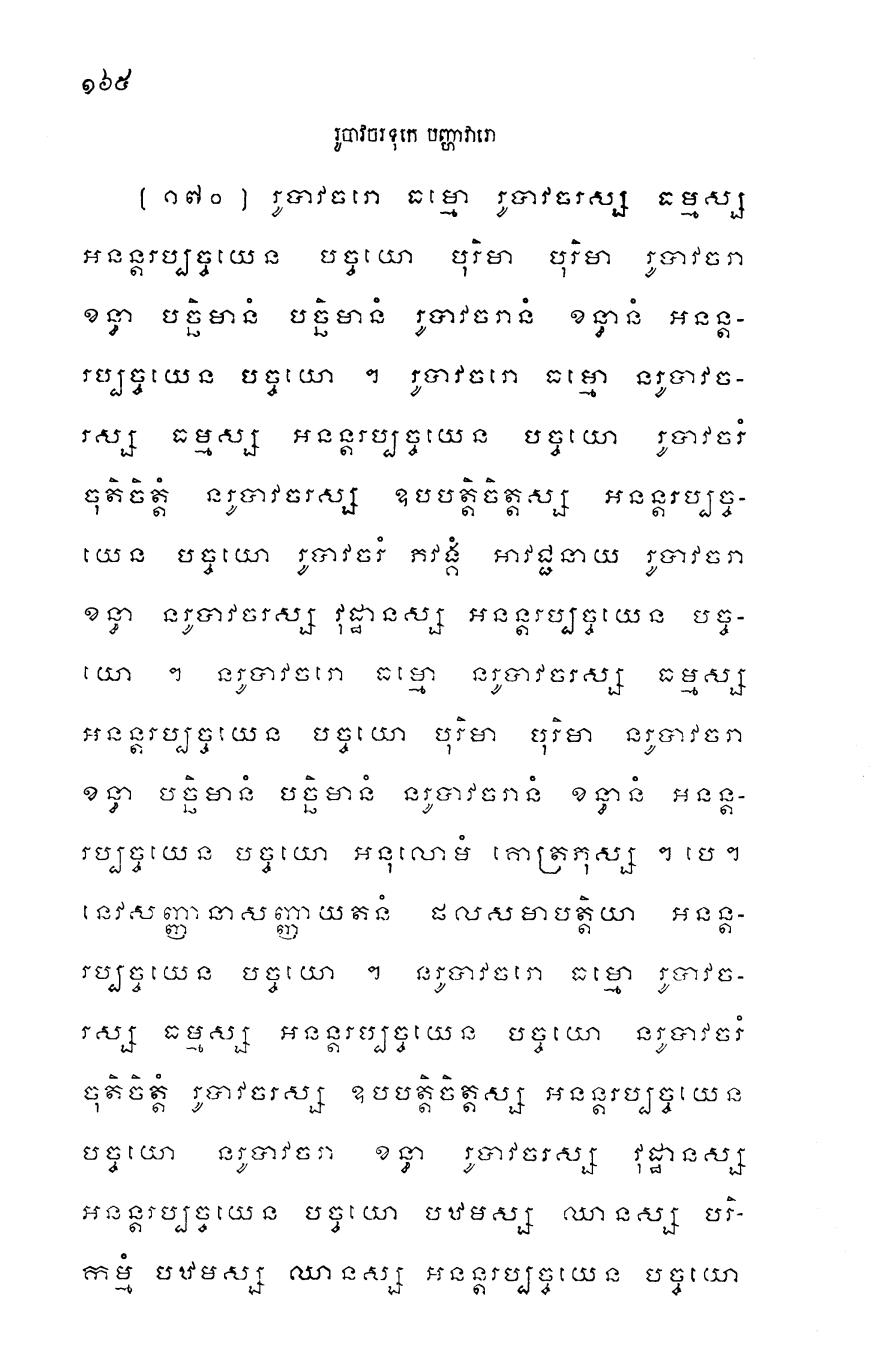 ១៦៥
រូបាវចរទុកេ បញ្ហាវារោ
[ ១៧០ ] រូបាវចរោ ធម្មោ រូបាវចរស្ស ធម្មស្ស
អនន្តរប្បច្ចយេន បច្ចយោ បុរិមា បុរិមា រូបាវចរា
ខន្ធា បច្ឆិមានំ បច្ឆិមានំ រូបាវចរានំ ខន្ធានំ អនន្ត-
រប្បច្ចយេន បច្ចយោ ។ រូបាវចរោ ធម្មោ នរូបាវច-
រស្ស ធម្មស្ស អនន្តរប្បច្ចយេន បច្ចយោ រូបាវចរំ
ចុតិចិត្តំ នរូបាវចរស្ស ឧបបត្តិចិត្តស្ស អនន្តរប្បច្ច-
យេន បច្ចយោ រូបាវចរំ ភវង្គំ អាវជ្ជនាយ រូបាវចរា
ខន្ធា នរូបាវចរស្ស វុដ្ឋានស្ស អនន្តរប្បច្ចយេន បច្ច-
យោ ។ នរូបាវចរោ ធម្មោ នរូបាវចរស្ស ធម្មស្ស
អនន្តរប្បច្ចយេន បច្ចយោ បុរិមា បុរិមា នរូបាវចរា
ខន្ធា បច្ឆិមានំ បច្ឆិមានំ នរូបាវចរានំ ខន្ធានំ អនន្ត-
រប្បច្ចយេន បច្ចយោ អនុលោមំ គោត្រភុស្ស ។ បេ ។
នេវសញ្ញានាសញ្ញាយតនំ ផលសមាបត្តិយា អនន្ត-
រប្បច្ចយេន បច្ចយោ ។ នរូបាវចរោ ធម្មោ រូបាវច-
រស្ស ធម្មស្ស អនន្តរប្បច្ចយេន បច្ចយោ នរូបាវចរំ
ចុតិចិត្តំ រូបាវចរស្ស ឧបបត្តិចិត្តស្ស អនន្តរប្បច្ចយេន
បច្ចយោ នរូបាវចរា ខន្ធា រូបាវចរស្ស វុដ្ឋានស្ស
អនន្តរប្បច្ចយេន បច្ចយោ បឋមស្ស ឈានស្ស បរិ-
កម្មំ បឋមស្ស ឈានស្ស អនន្តរប្បច្ចយេន បច្ចយោ